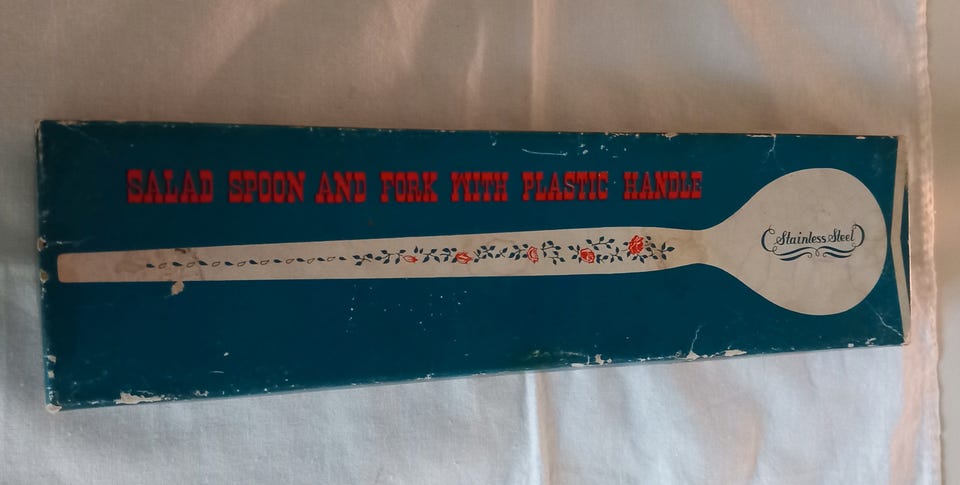 SALAD SPOON AND FORK WITH PLASTIC HANDLE
Stainless Steel